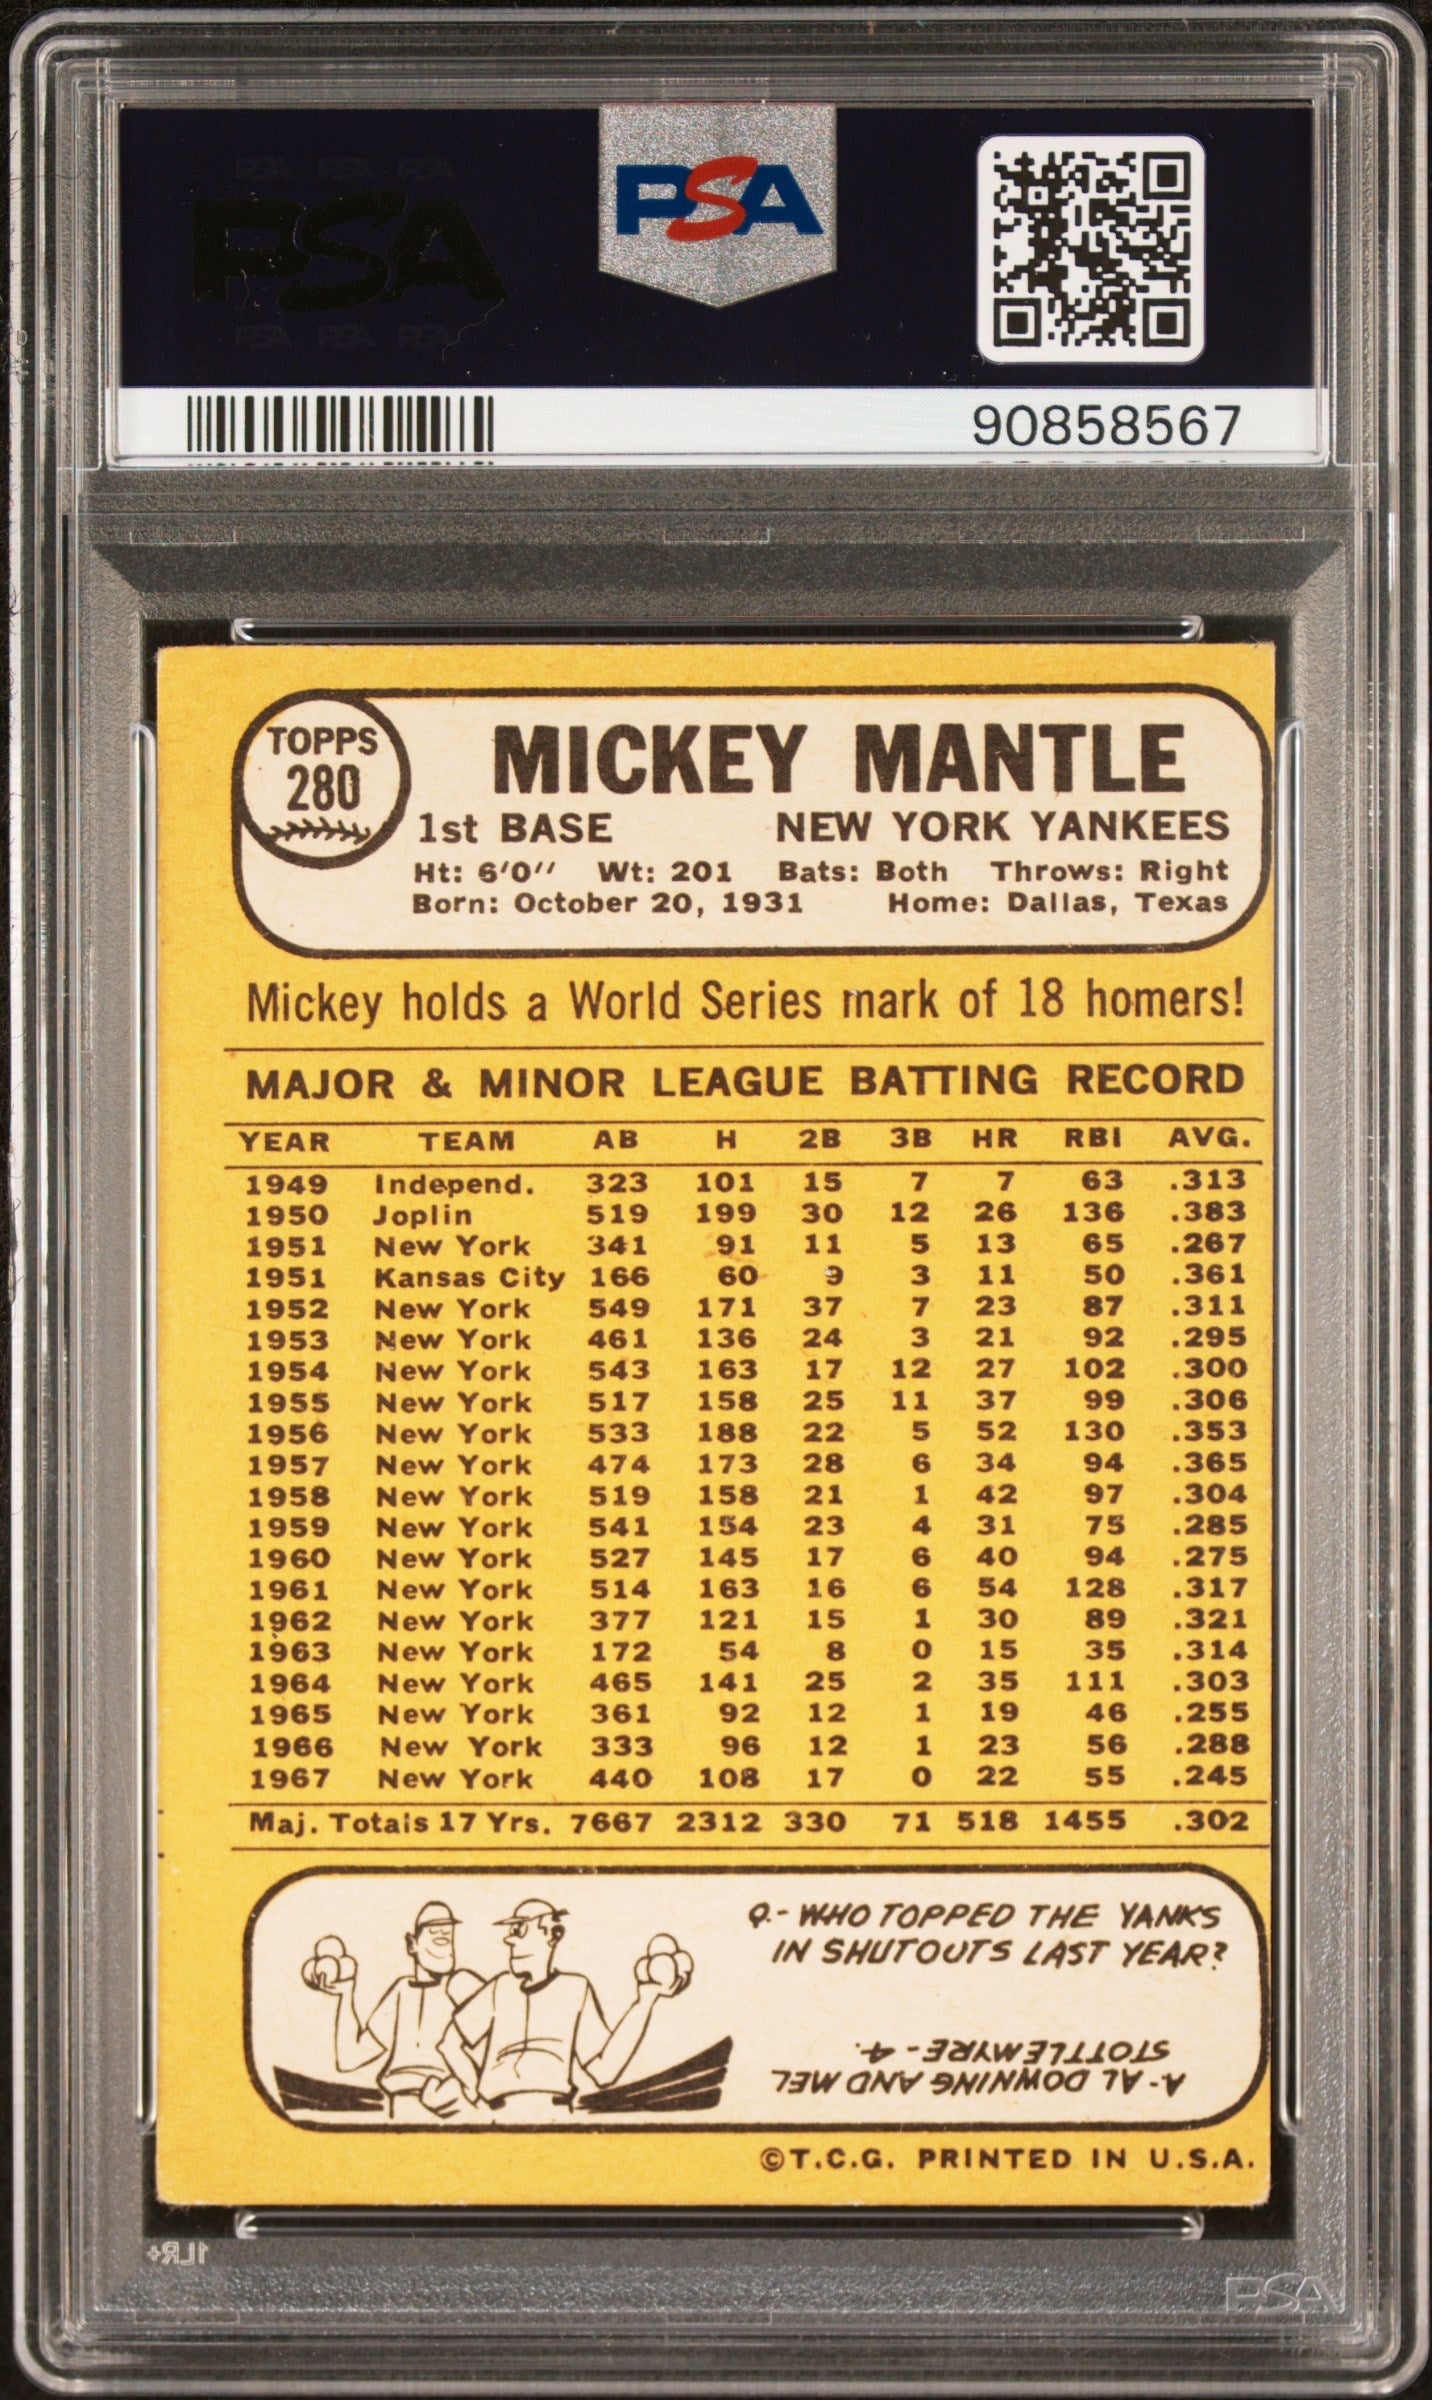 PSA PSA PSA
PSA
PSA PSA PSA
PSA
90858567
TOPPS
280
MICKEY MANTLE
1st BASE NEW YORK YANKEES
Ht: 6'0" Wt: 201 Bats: Both Throws: Right
Born: October 20, 1931 Home: Dallas, Texas
Mickey holds a World Series mark of 18 homers!
MAJOR & MINOR LEAGUE BATTING RECORD
YEAR TEAM AB H 2B 3B HR RBI AVG.
1949 Independ. 323 101 15 7 7 63 .313
1950 Joplin 519 199 30 12 26 136 .383
1951 New York 341 91 11 5 13 65 .267
1951 Kansas City 166 60 9 3 11 50 .361
1952 New York 549 171 37 7 23 87 .311
1953 New York 461 136 24 3 21 92 .295
1954 New York 543 163 17 12 27 102 .300
1955 New York 517 158 25 11 37 99 .306
1956 New York 533 188 22 5 52 130 .353
1957 New York 474 173 28 6 34 94 .365
1958 New York 519 158 21 1 42 97 .304
1959 New York 541 154 23 4 31 75 .285
1960 New York 527 145 17 6 40 94 .275
1961 New York 514 163 16 6 54 128 .317
1962 New York 377 121 15 1 30 89 .321
1963 New York 172 54 8 0 15 35 .314
1964 New York 465 141 25 2 35 111 .303
1965 New York 361 92 12 1 19 46 .255
1966 New York 333 96 12 1 23 56 .288
1967 New York 440 108 17 0 22 55 .245
Maj. Totals 17 Yrs. 7667 2312 330 71 518 1455 .302
Q.- WHO TOPPED THE YANKS
IN SHUTOUTS LAST YEAR?
A.- AL DOWNING AND MEL
STOTTLEMYRE - 4.
©T.C.G. PRINTED IN U.S.A.
1LR+
PSA